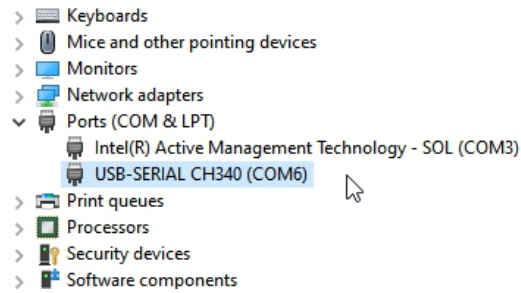 Keyboards
Mice and other pointing devices
Monitors
Network adapters
Ports (COM & LPT)
Intel(R) Active Management Technology - SOL (COM3)
USB-SERIAL CH340 (COM6)
Print queues
Processors
Security devices
Software components